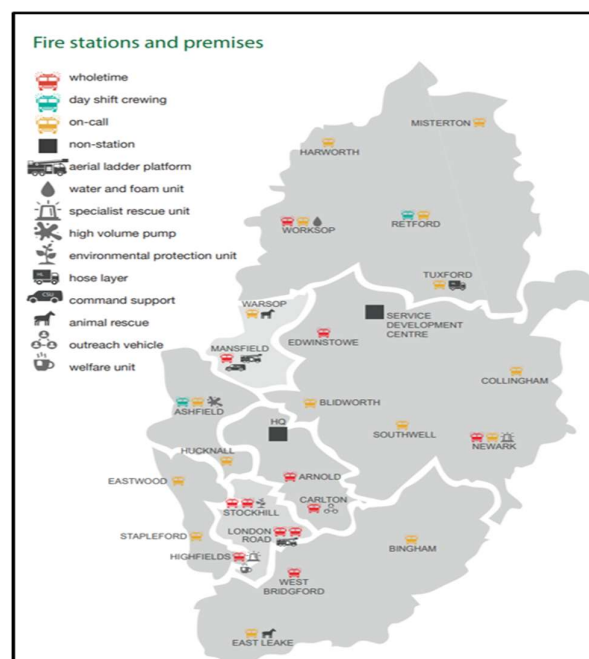 Fire stations and premises
wholetime
day shift crewing
on-call
non-station
aerial ladder platform
water and foam unit
specialist rescue unit
high volume pump
environmental protection unit
hose layer
command support
animal rescue
outreach vehicle
welfare unit
MISTERTON
HARWORTH
WORKSOP
RETFORD
TUXFORD
WARSOP
SERVICE
DEVELOPMENT
CENTRE
EDWINSTOWE
MANSFIELD
COLLINGHAM
ASHFIELD
BLIDWORTH
HQ
SOUTHWELL
NEWARK
HUCKNALL
EASTWOOD
ARNOLD
CARLTON
STOCKHILL
STAPLEFORD
LONDON
ROAD
BINGHAM
HIGHFIELDS
WEST
BRIDGFORD
EAST LEAKE